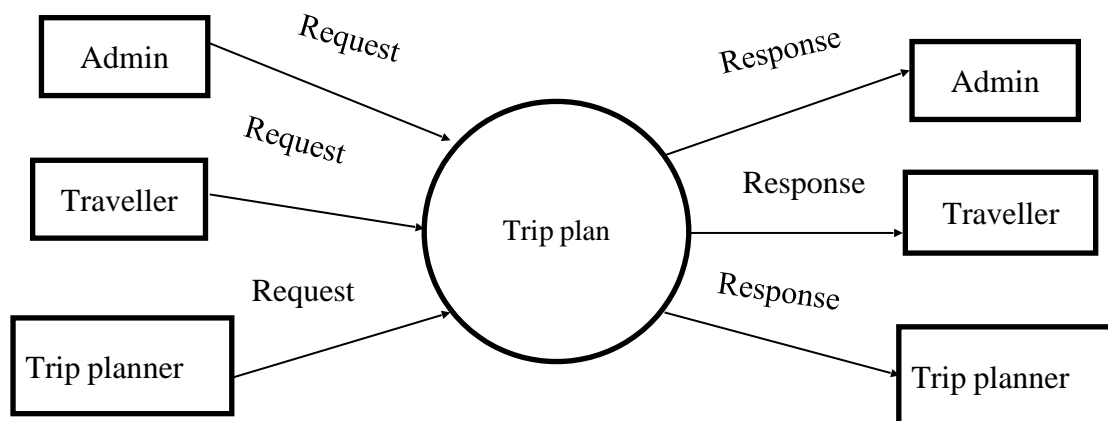 Admin
Request
Response
Admin
Request
Traveller
Response
Traveller
Trip plan
Request
Response
Trip planner
Trip planner